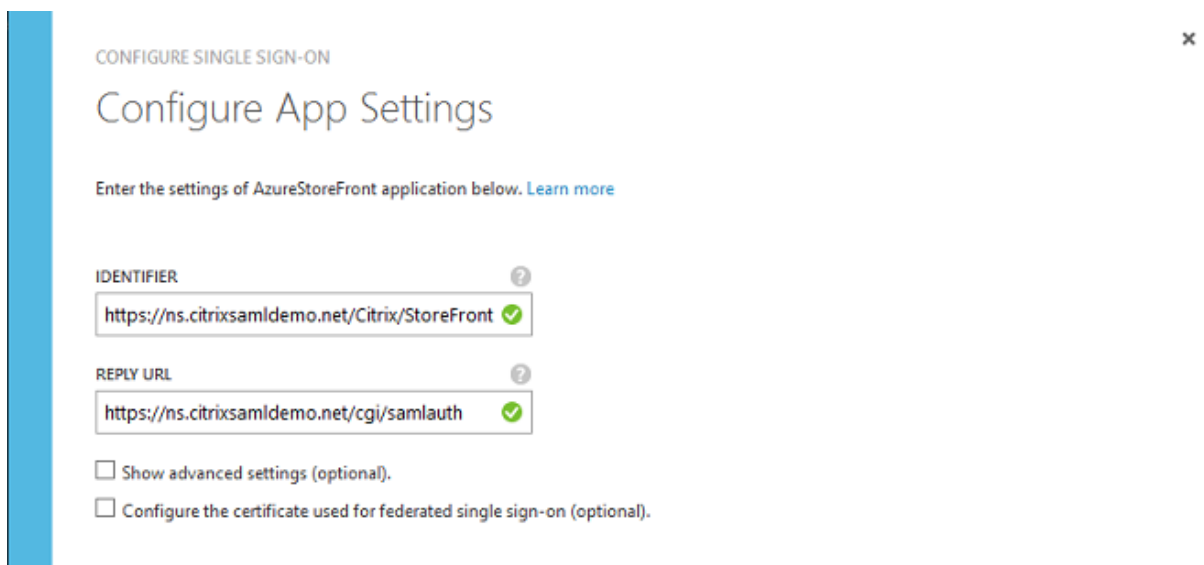 CONFIGURE SINGLE SIGN-ON
Configure App Settings
Enter the settings of AzureStoreFront application below. Learn more
IDENTIFIER
https://ns.citrixsamldemo.net/Citrix/StoreFront
REPLY URL
https://ns.citrixsamldemo.net/cgi/samlauth
Show advanced settings (optional).
Configure the certificate used for federated single sign-on (optional).